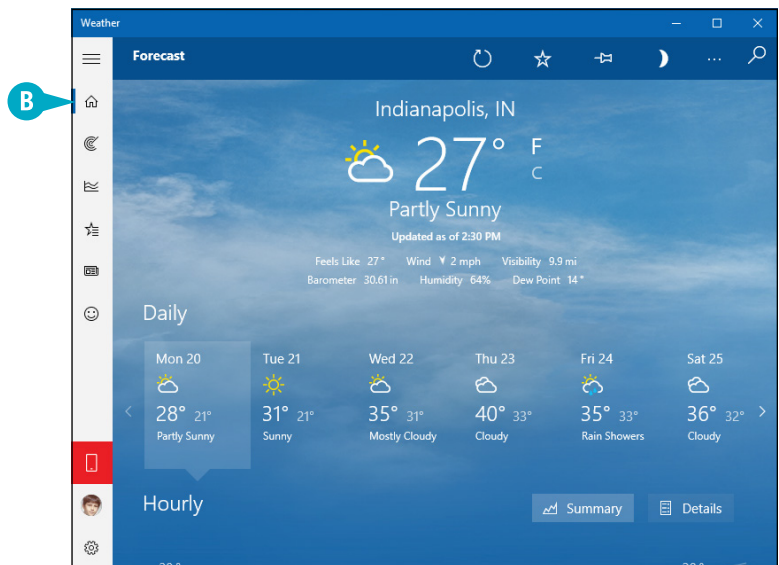 Weather
Forecast
B
Indianapolis, IN
27° F
C
Partly Sunny
Updated as of 2:30 PM
Feels Like 27° Wind 2 mph Visibility 9.9 mi
Barometer 30.61 in Humidity 64% Dew Point 14°
Daily
Mon 20 Tue 21 Wed 22 Thu 23 Fri 24 Sat 25
28° 21° 31° 21° 35° 31° 40° 33° 35° 33° 36° 32°
Partly Sunny Sunny Mostly Cloudy Cloudy Rain Showers Cloudy
Hourly Summary Details